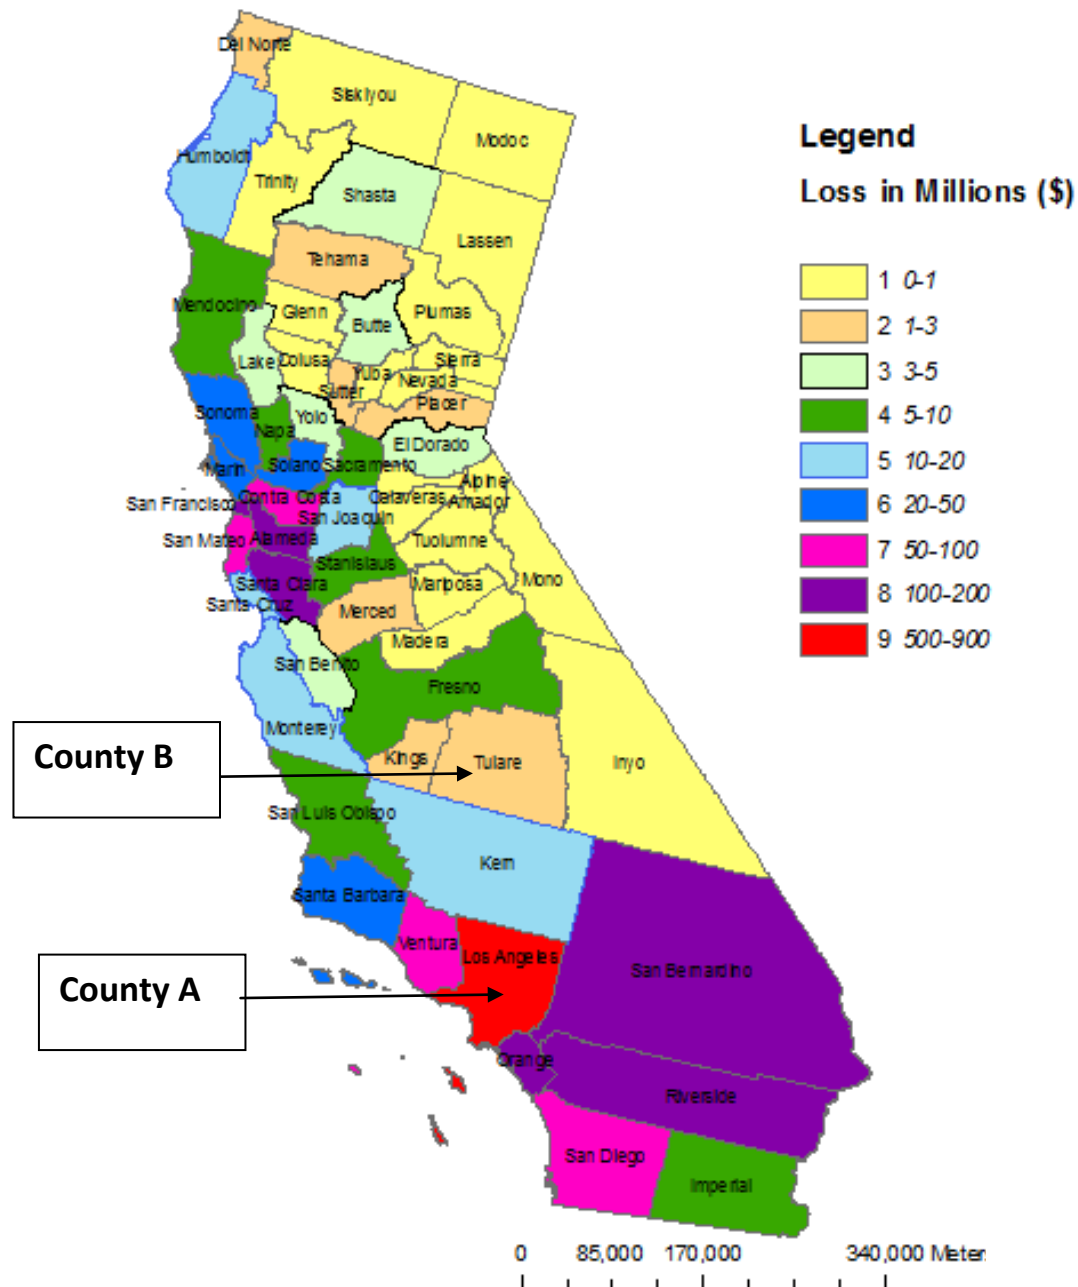 Del Norte
Siskiyou
Modoc
Humboldt
Trinity
Shasta
Lassen
Tehama
Mendocino
Glenn
Butte
Plumas
Lake
Colusa
Sierra
Yuba
Nevada
Sutter
Placer
Sonoma
Napa
Yolo
El Dorado
Marin
Solano
Sacramento
Alpine
San Francisco
Contra Costa
Calaveras
Amador
San Joaquin
San Mateo
Alameda
Tuolumne
Stanislaus
Santa Clara
Mariposa
Mono
Santa Cruz
Merced
Madera
San Benito
Fresno
Monterey
Kings
Tulare
Inyo
San Luis Obispo
Kern
Santa Barbara
Ventura
Los Angeles
San Bernardino
Orange
Riverside
San Diego
Imperial
County B
County A
Legend
Loss in Millions ($)
1 0-1
2 1-3
3 3-5
4 5-10
5 10-20
6 20-50
7 50-100
8 100-200
9 500-900
0 85,000 170,000 340,000 Meter